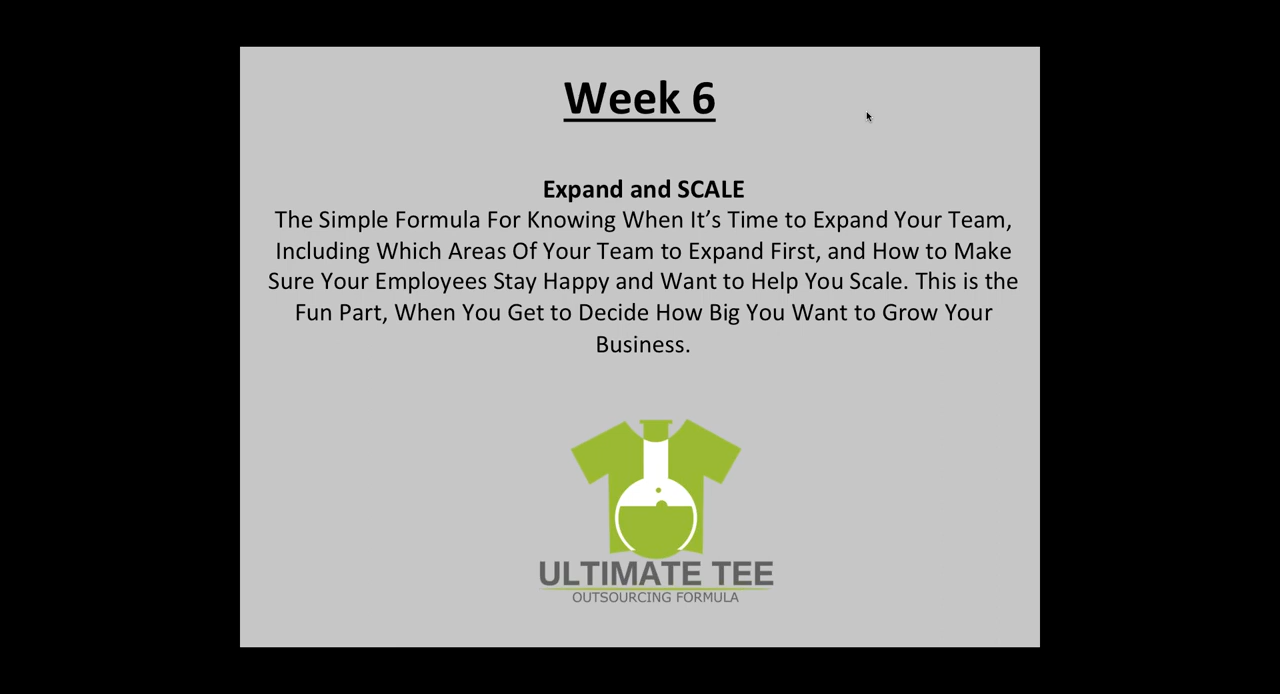 Week 6
Expand and SCALE
The Simple Formula For Knowing When It’s Time to Expand Your Team,
Including Which Areas Of Your Team to Expand First, and How to Make
Sure Your Employees Stay Happy and Want to Help You Scale. This is the
Fun Part, When You Get to Decide How Big You Want to Grow Your
Business.
ULTIMATE TEE
OUTSOURCING FORMULA